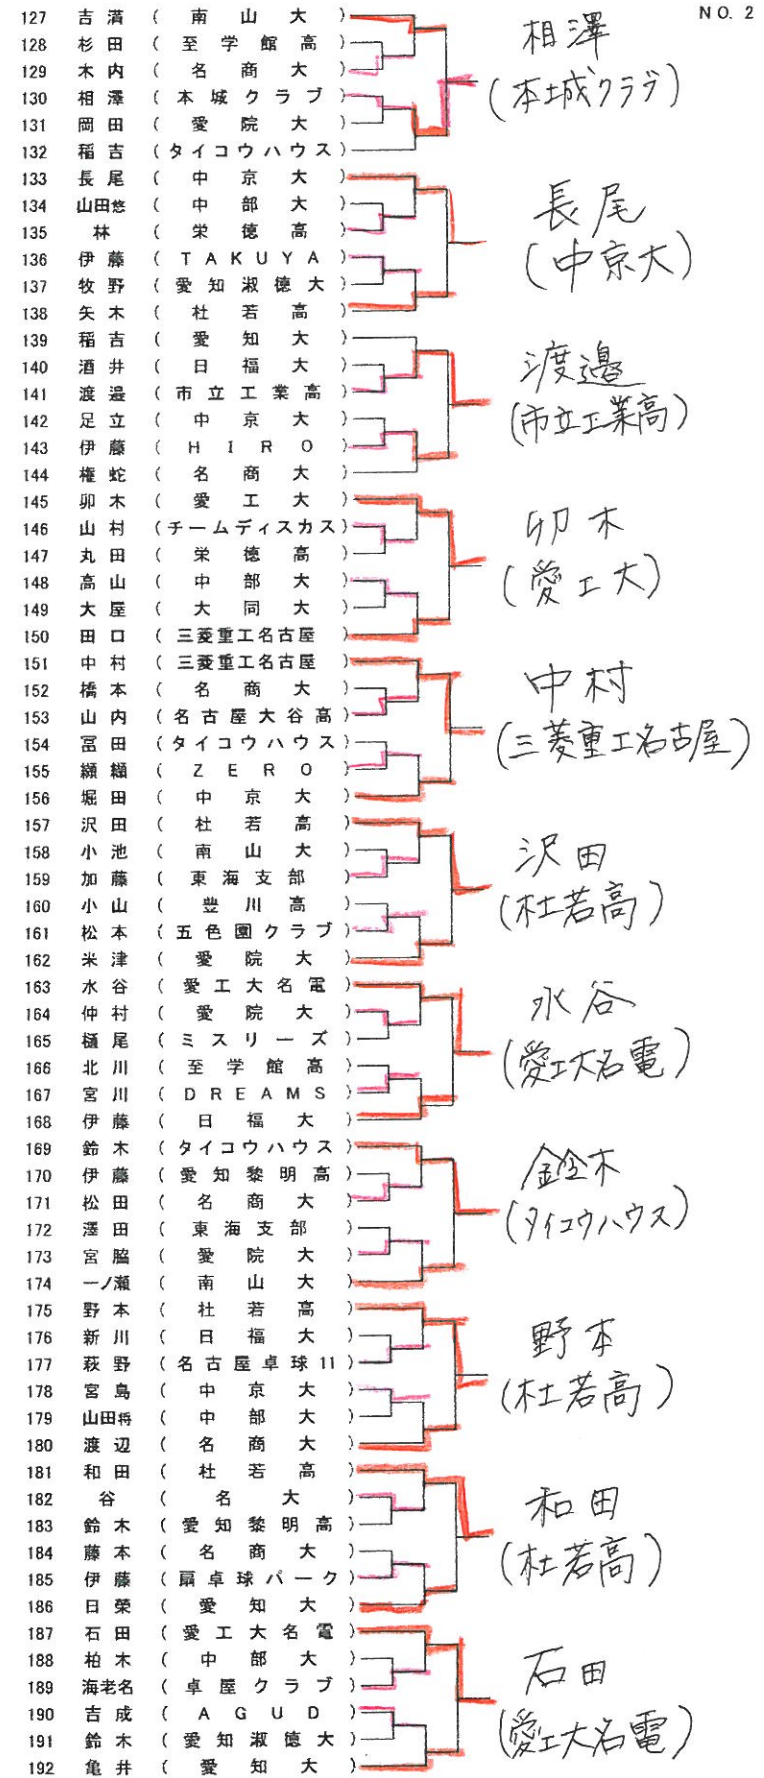 NO. 2
127 吉濱 （ 南山大 ）
128 杉田 （ 至学館高 ）
129 木内 （ 名商大 ）
130 相澤 （ 本城クラブ ）
131 岡田 （ 愛院大 ）
132 稲吉 （タイコウハウス）
相澤
(本城クラブ)
133 長尾 （ 中京大 ）
134 山田悠 （ 中部大 ）
135 林 （ 栄徳高 ）
136 伊藤 （ TAKUYA ）
137 牧野 （ 愛知淑徳大 ）
138 矢木 （ 杜若高 ）
長尾
(中京大)
139 稲吉 （ 愛知大 ）
140 酒井 （ 日福大 ）
141 渡邉 （ 市立工業高 ）
142 足立 （ 中京大 ）
143 伊藤 （ HIRO ）
144 権蛇 （ 名商大 ）
渡邉
(市立工業高)
145 卯木 （ 愛工大 ）
146 山村 （チームディスカス）
147 丸田 （ 栄徳高 ）
148 高山 （ 中部大 ）
149 大屋 （ 大同大 ）
150 田口 （ 三菱重工名古屋 ）
卯木
(愛工大)
151 中村 （ 三菱重工名古屋 ）
152 橋本 （ 名商大 ）
153 山内 （ 名古屋大谷高 ）
154 冨田 （タイコウハウス）
155 纐纈 （ ZERO ）
156 堀田 （ 中京大 ）
中村
(三菱重工名古屋)
157 沢田 （ 杜若高 ）
158 小池 （ 南山大 ）
159 加藤 （ 東海支部 ）
160 小山 （ 豊川高 ）
161 松本 （ 五色園クラブ ）
162 米津 （ 愛院大 ）
沢田
(杜若高)
163 水谷 （ 愛工大名電 ）
164 仲村 （ 愛院大 ）
165 樋尾 （ ミスリーズ ）
166 北川 （ 至学館高 ）
167 宮川 （ DREAMS ）
168 伊藤 （ 日福大 ）
水谷
(愛工大名電)
169 鈴木 （タイコウハウス）
170 伊藤 （ 愛知黎明高 ）
171 松田 （ 名商大 ）
172 澤田 （ 東海支部 ）
173 宮脇 （ 愛院大 ）
174 一ノ瀬 （ 南山大 ）
鈴木
(タイコウハウス)
175 野本 （ 杜若高 ）
176 新川 （ 日福大 ）
177 萩野 （ 名古屋卓球11 ）
178 宮島 （ 中京大 ）
179 山田将 （ 中部大 ）
180 渡辺 （ 名商大 ）
野本
(杜若高)
181 和田 （ 杜若高 ）
182 谷 （ 名大 ）
183 鈴木 （ 愛知黎明高 ）
184 藤本 （ 名商大 ）
185 伊藤 （ 扇卓球パーク ）
186 日榮 （ 愛知大 ）
和田
(杜若高)
187 石田 （ 愛工大名電 ）
188 柏木 （ 中部大 ）
189 海老名 （ 卓屋クラブ ）
190 吉成 （ AGUD ）
191 鈴木 （ 愛知淑徳大 ）
192 亀井 （ 愛知大 ）
石田
(愛工大名電)